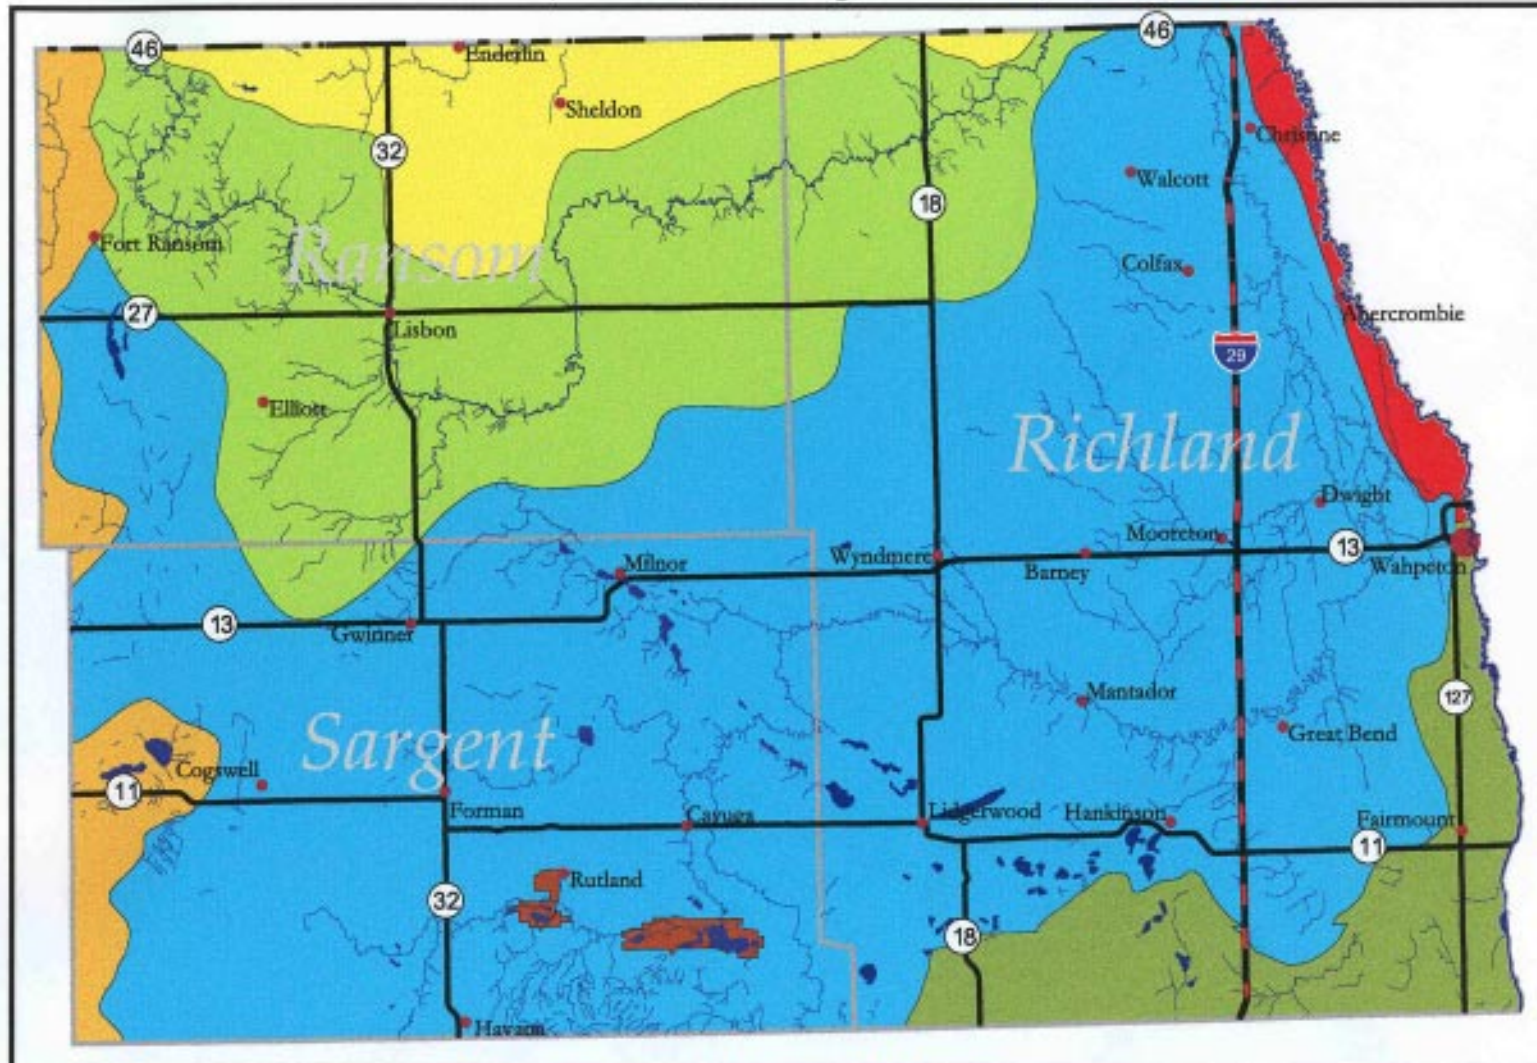 46
46
Enderlin
Sheldon
Christine
32
Walcott
18
Fort Ransom
Ransom
Colfax
27
Lisbon
Abercrombie
29
Elliott
Richland
Dwight
Mooreton
Milnor
Wyndmere
13
Barney
Wahpeton
13
Gwinner
Mantador
127
Sargent
Great Bend
Cogswell
11
Forman
Cayuga
Lidgerwood
Hankinson
Fairmount
11
Rutland
32
18
Havana